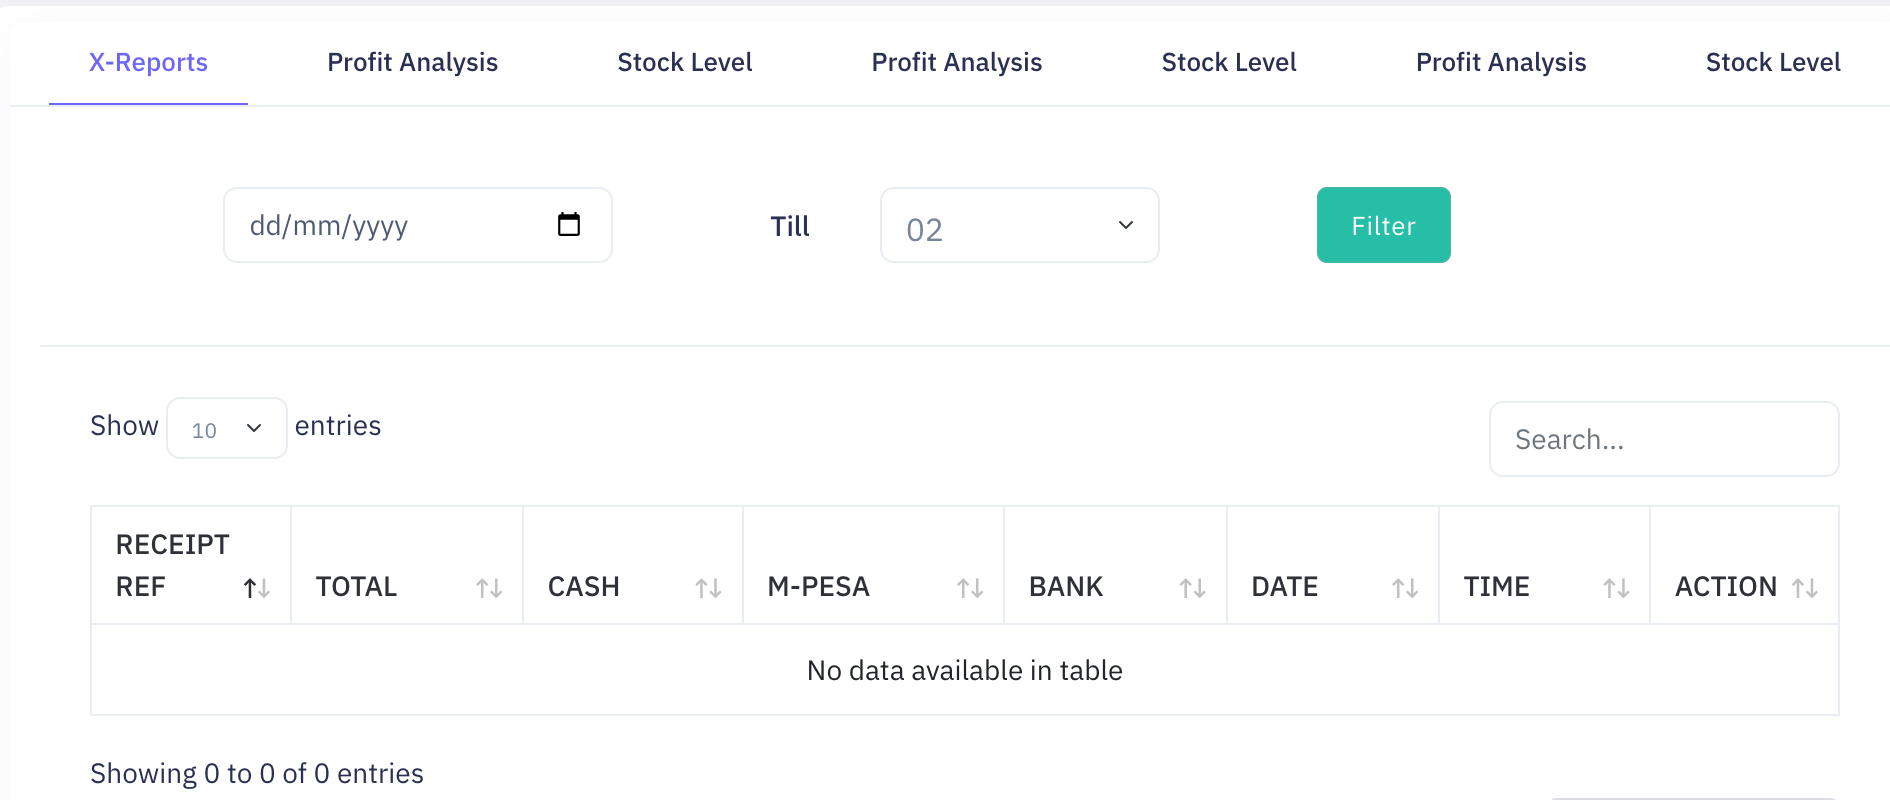 X-Reports Profit Analysis Stock Level Profit Analysis Stock Level Profit Analysis Stock Level
dd/mm/yyyy Till 02 Filter
Show 10 entries
Search...
RECEIPT
REF TOTAL CASH M-PESA BANK DATE TIME ACTION
No data available in table
Showing 0 to 0 of 0 entries